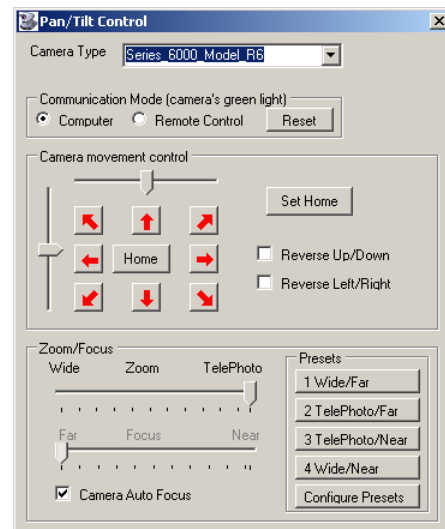 Pan/Tilt Control
Camera Type Series_6000_Model_R6
Communication Mode (camera's green light)
Computer Remote Control Reset
Camera movement control
Set Home
Home
Reverse Up/Down
Reverse Left/Right
Zoom/Focus
Wide Zoom TelePhoto
Far Focus Near
Camera Auto Focus
Presets
1 Wide/Far
2 TelePhoto/Far
3 TelePhoto/Near
4 Wide/Near
Configure Presets